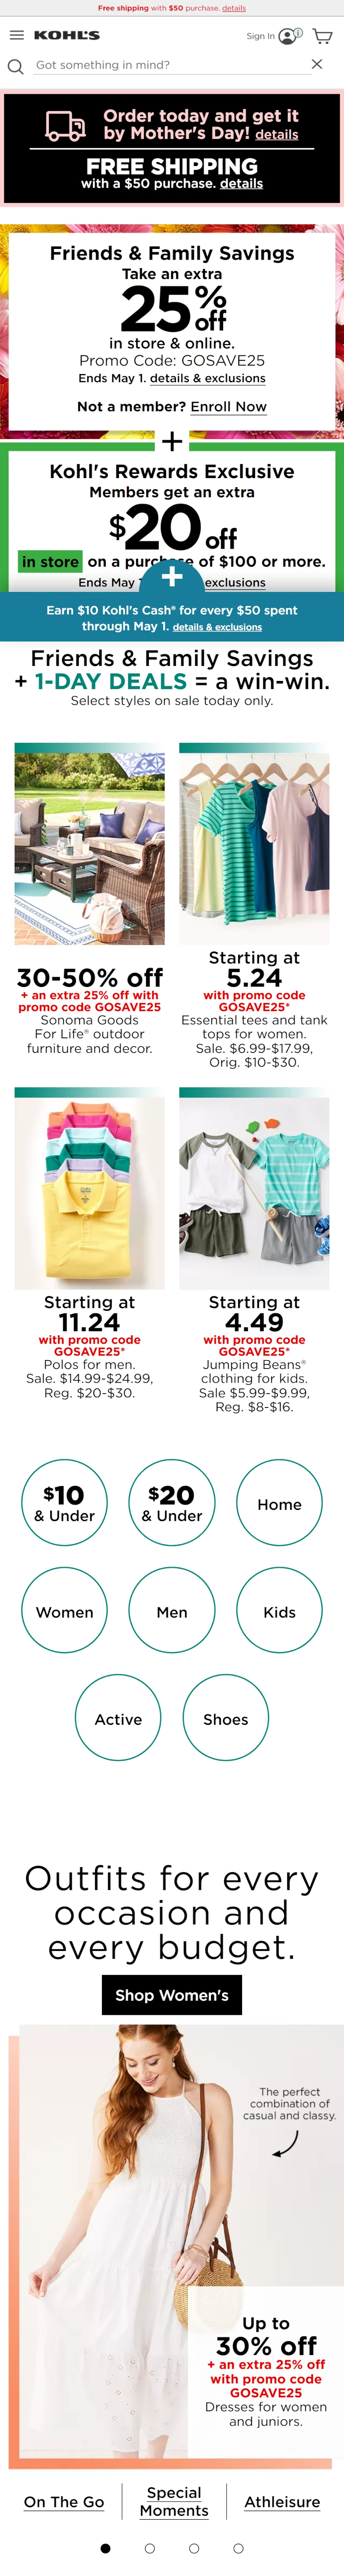 Free shipping with $50 purchase. details
KOHL'S
Sign In
Got something in mind?
Order today and get it
by Mother's Day! details
FREE SHIPPING
with a $50 purchase. details
Friends & Family Savings
Take an extra
25% off
in store & online.
Promo Code: GOSAVE25
Ends May 1. details & exclusions
Not a member? Enroll Now
+
Kohl's Rewards Exclusive
Members get an extra
$20 off
in store on a purchase of $100 or more.
Ends May exclusions
+
Earn $10 Kohl's Cash® for every $50 spent
through May 1. details & exclusions
Friends & Family Savings
+ 1-DAY DEALS = a win-win.
Select styles on sale today only.
30-50% off
+ an extra 25% off with
promo code GOSAVE25
Sonoma Goods
For Life® outdoor
furniture and decor.
Starting at
5.24
with promo code
GOSAVE25*
Essential tees and tank
tops for women.
Sale. $6.99-$17.99,
Orig. $10-$30.
Starting at
11.24
with promo code
GOSAVE25*
Polos for men.
Sale. $14.99-$24.99,
Reg. $20-$30.
Starting at
4.49
with promo code
GOSAVE25*
Jumping Beans®
clothing for kids.
Sale $5.99-$9.99,
Reg. $8-$16.
$10
& Under
$20
& Under
Home
Women
Men
Kids
Active
Shoes
Outfits for every
occasion and
every budget.
Shop Women's
The perfect
combination of
casual and classy.
Up to
30% off
+ an extra 25% off
with promo code
GOSAVE25
Dresses for women
and juniors.
On The Go
Special
Moments
Athleisure